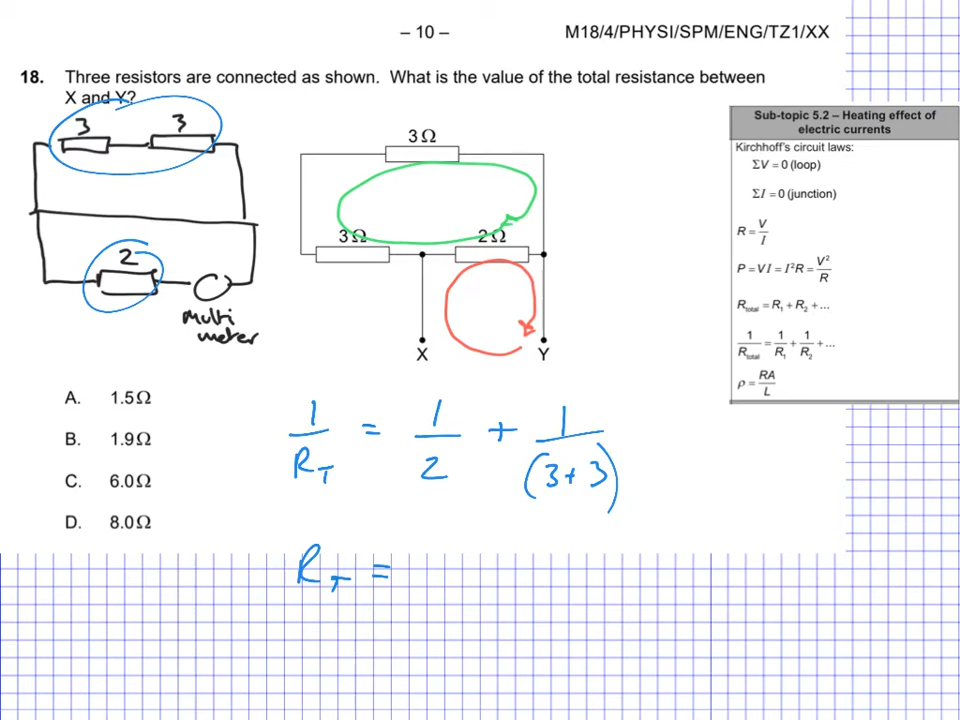 – 10 –
M18/4/PHYSI/SPM/ENG/TZ1/XX
18. Three resistors are connected as shown. What is the value of the total resistance between
X and Y?
3 3
2
multi
meter
3 Ω
3 Ω 2 Ω
X Y
A. 1.5 Ω
B. 1.9 Ω
C. 6.0 Ω
D. 8.0 Ω
1/R_T = 1/2 + 1/(3+3)
R_T =
Sub-topic 5.2 – Heating effect of
electric currents
Kirchhoff's circuit laws:
ΣV = 0 (loop)
ΣI = 0 (junction)
R = V/I
P = VI = I²R = V²/R
R_total = R₁ + R₂ + ...
1/R_total = 1/R₁ + 1/R₂ + ...
ρ = RA/L